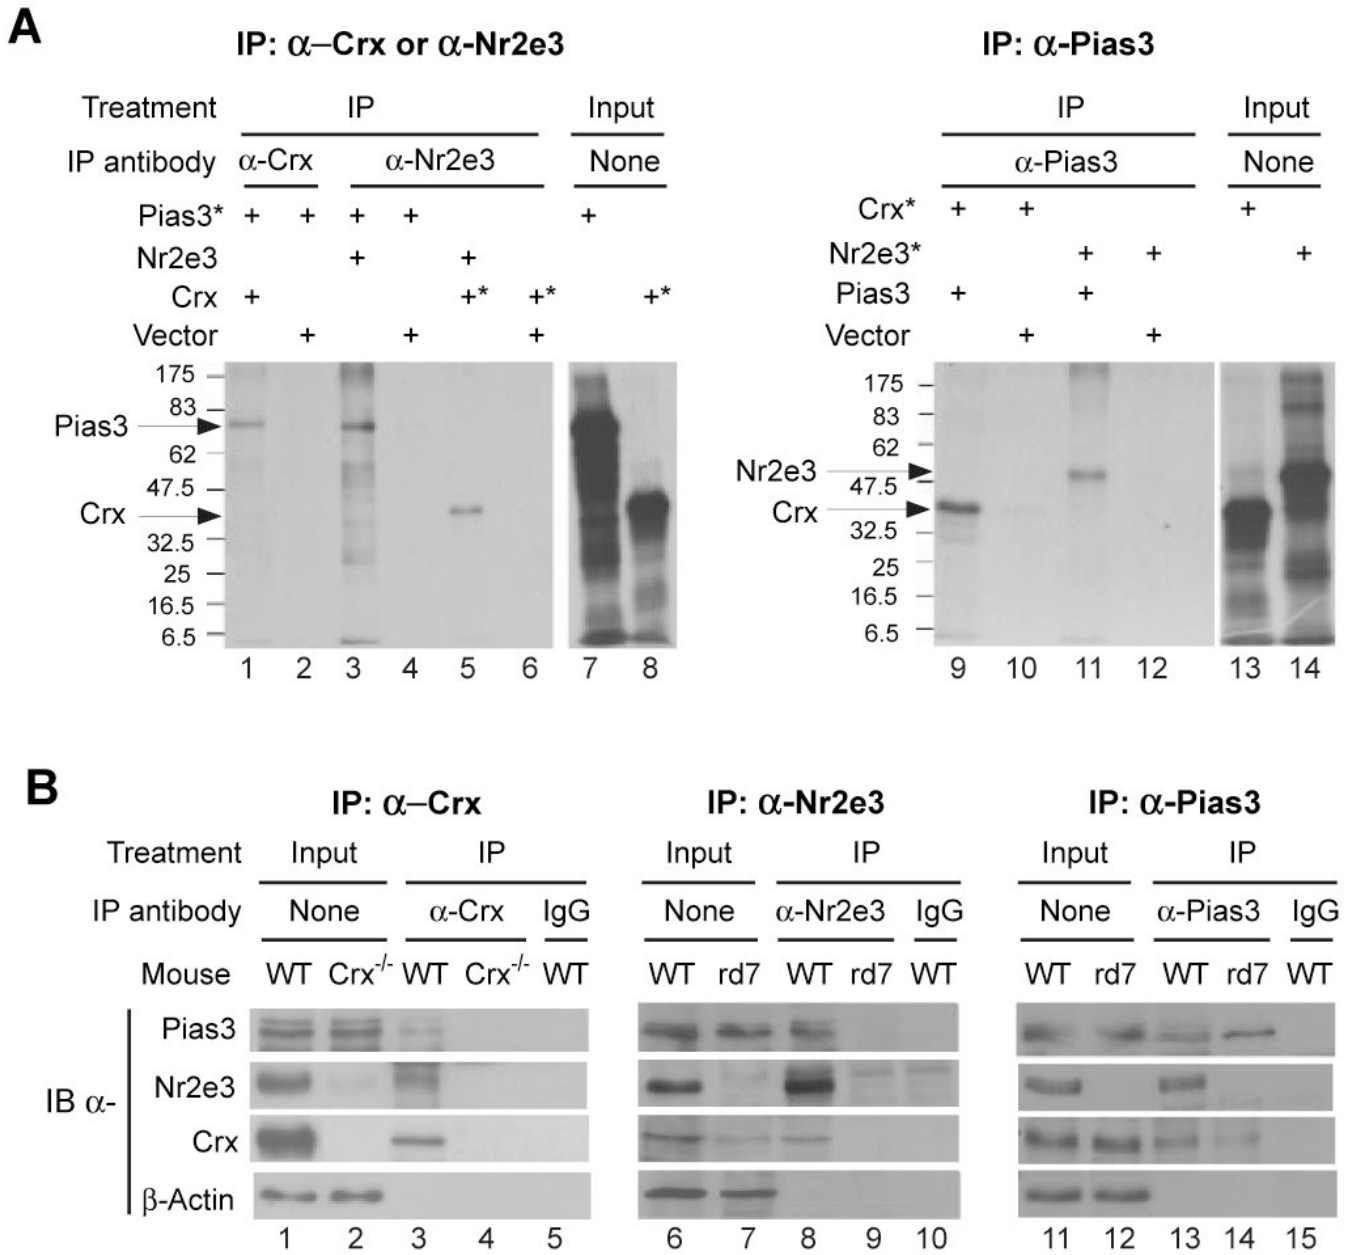 A
IP: α–Crx or α-Nr2e3
IP: α-Pias3
Treatment IP Input IP Input
IP antibody α-Crx α-Nr2e3 None α-Pias3 None
Pias3* + + + + +
Nr2e3 + +
Crx + +* +* +*
Vector + + +
Crx* + + +
Nr2e3* + + +
Pias3 + +
Vector + +
175
83
Pias3
62
47.5
Crx
32.5
25
16.5
6.5
1 2 3 4 5 6 7 8
175
83
62
Nr2e3
47.5
Crx
32.5
25
16.5
6.5
9 10 11 12 13 14
B
IP: α–Crx IP: α-Nr2e3 IP: α-Pias3
Treatment Input IP Input IP Input IP
IP antibody None α-Crx IgG None α-Nr2e3 IgG None α-Pias3 IgG
Mouse WT Crx-/- WT Crx-/- WT WT rd7 WT rd7 WT WT rd7 WT rd7 WT
IB α-
Pias3
Nr2e3
Crx
β-Actin
1 2 3 4 5 6 7 8 9 10 11 12 13 14 15